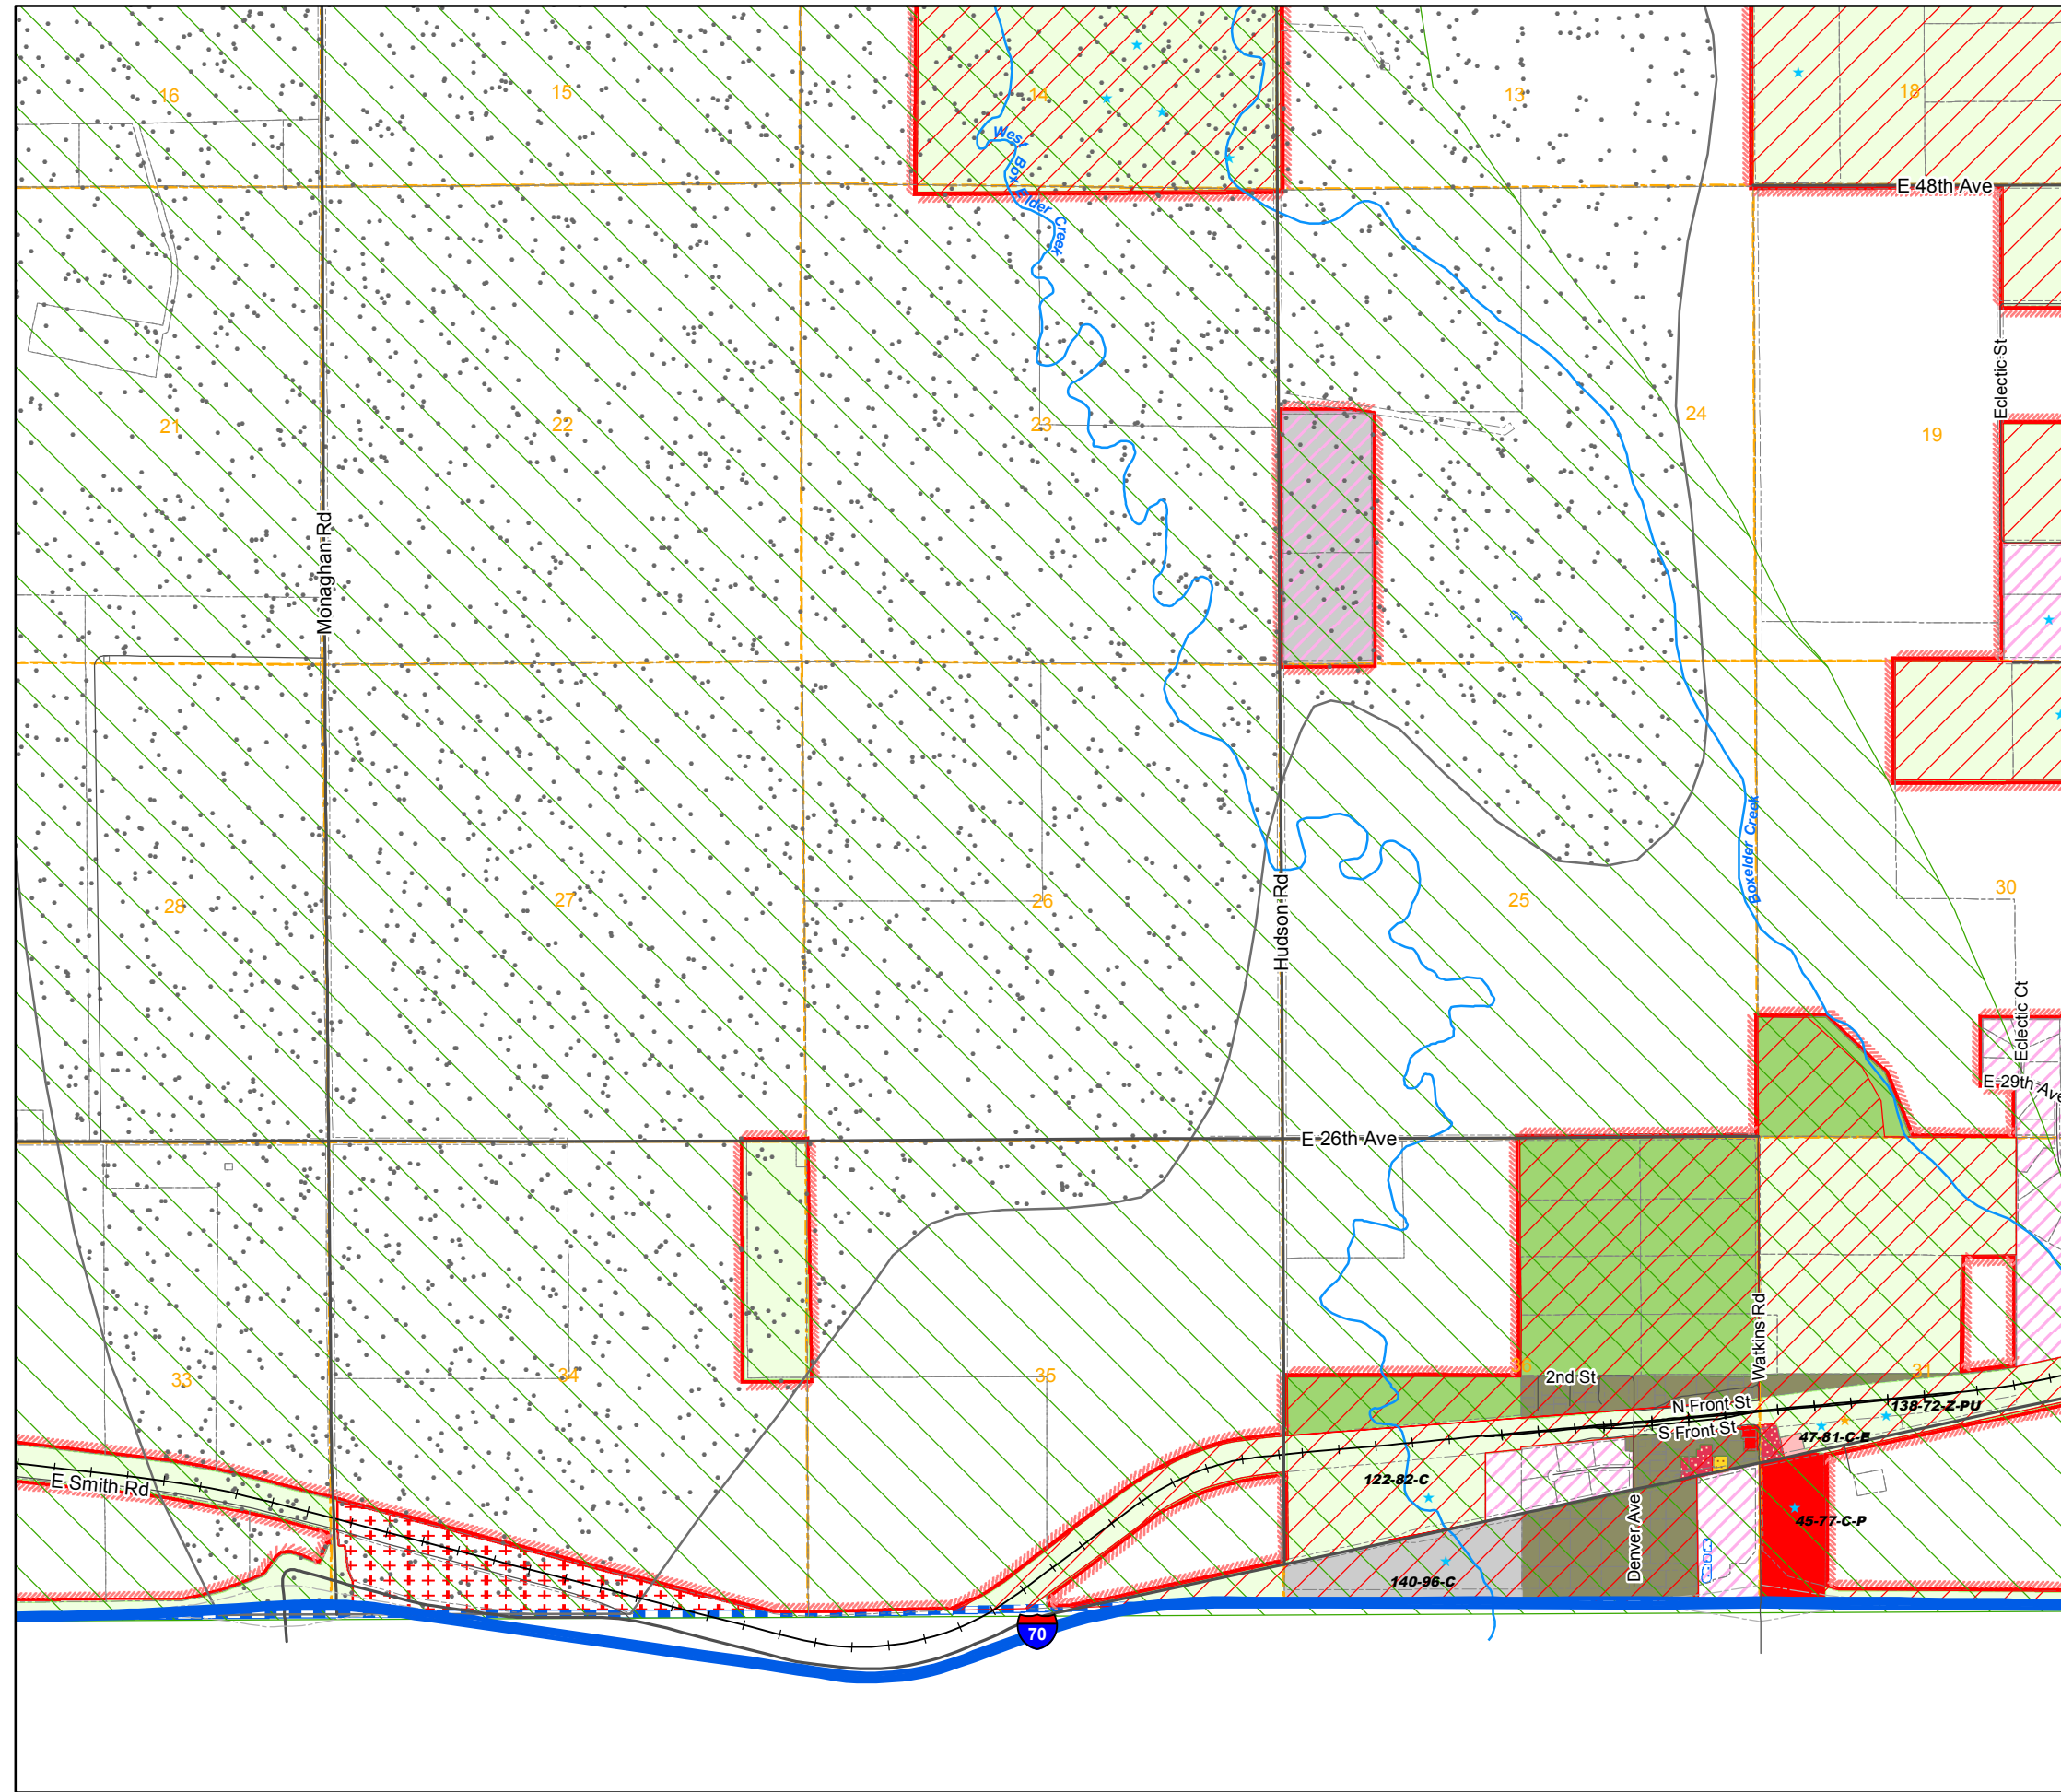 16
15
14
13
18
West Box Elder Creek
E 48th Ave
Eclectic St
21
22
23
24
19
Monaghan Rd
28
27
26
Hudson Rd
25
Boxelder Creek
30
Eclectic Ct
E 29th Ave
E 26th Ave
33
34
35
36
31
Watkins Rd
2nd St
N Front St
S Front St
138-72-Z-PU
47-81-C-E
122-82-C
45-77-C-P
140-96-C
Denver Ave
E Smith Rd
70